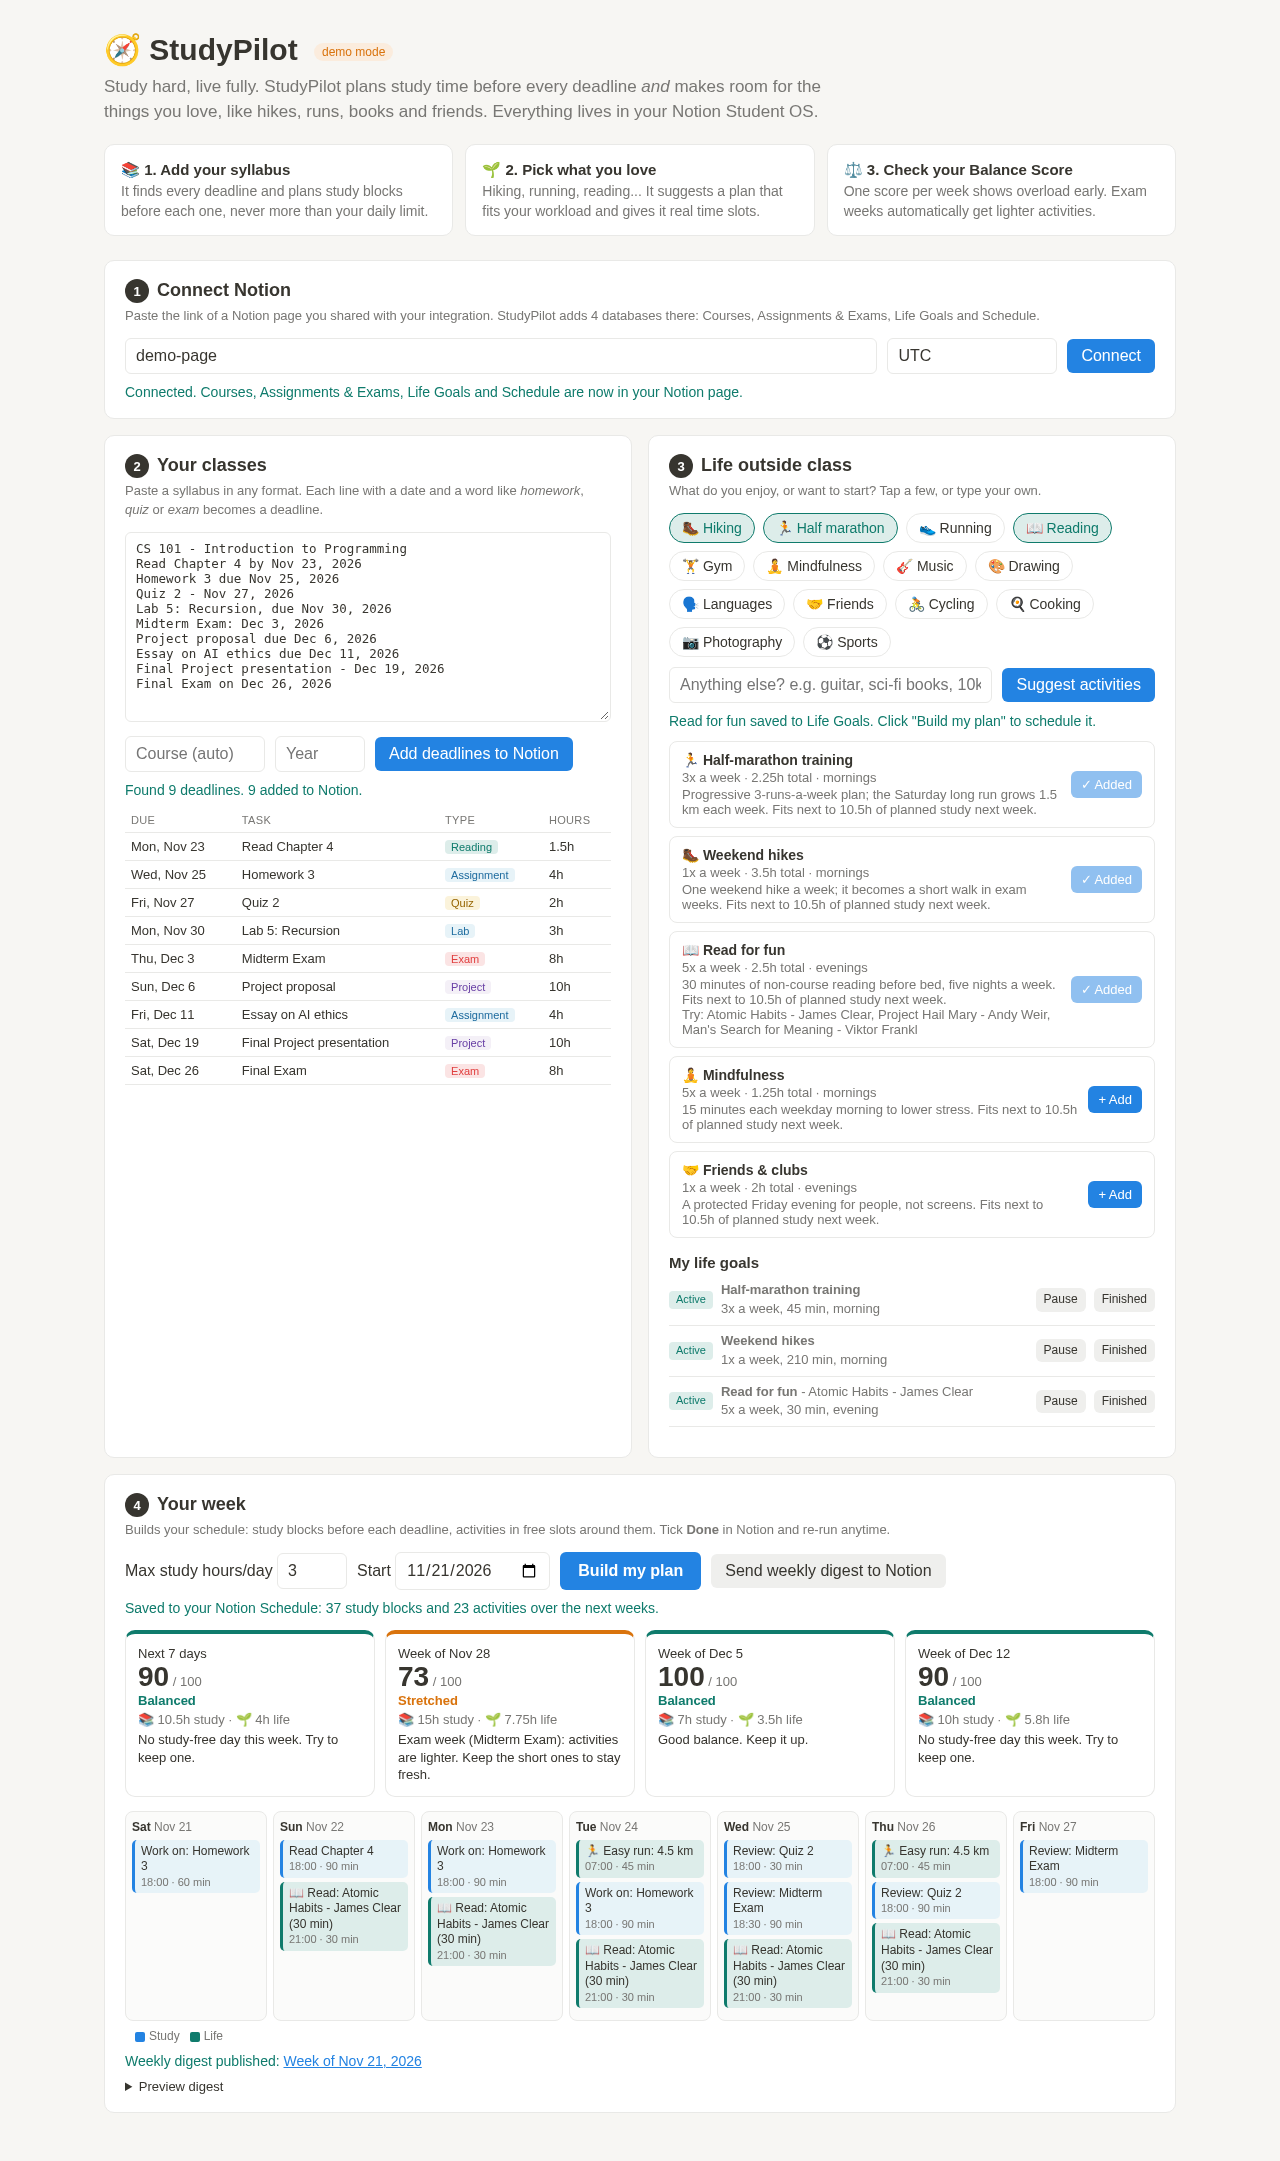 🧭 StudyPilot demo mode
Study hard, live fully. StudyPilot plans study time before every deadline and makes room for the
things you love, like hikes, runs, books and friends. Everything lives in your Notion Student OS.
📚 1. Add your syllabus
It finds every deadline and plans study blocks
before each one, never more than your daily limit.
🌱 2. Pick what you love
Hiking, running, reading... It suggests a plan that
fits your workload and gives it real time slots.
⚖️ 3. Check your Balance Score
One score per week shows overload early. Exam
weeks automatically get lighter activities.
1 Connect Notion
Paste the link of a Notion page you shared with your integration. StudyPilot adds 4 databases there: Courses, Assignments & Exams, Life Goals and Schedule.
demo-page UTC Connect
Connected. Courses, Assignments & Exams, Life Goals and Schedule are now in your Notion page.
2 Your classes
Paste a syllabus in any format. Each line with a date and a word like homework,
quiz or exam becomes a deadline.
CS 101 - Introduction to Programming
Read Chapter 4 by Nov 23, 2026
Homework 3 due Nov 25, 2026
Quiz 2 - Nov 27, 2026
Lab 5: Recursion, due Nov 30, 2026
Midterm Exam: Dec 3, 2026
Project proposal due Dec 6, 2026
Essay on AI ethics due Dec 11, 2026
Final Project presentation - Dec 19, 2026
Final Exam on Dec 26, 2026
Course (auto) Year Add deadlines to Notion
Found 9 deadlines. 9 added to Notion.
DUE TASK TYPE HOURS
Mon, Nov 23 Read Chapter 4 Reading 1.5h
Wed, Nov 25 Homework 3 Assignment 4h
Fri, Nov 27 Quiz 2 Quiz 2h
Mon, Nov 30 Lab 5: Recursion Lab 3h
Thu, Dec 3 Midterm Exam Exam 8h
Sun, Dec 6 Project proposal Project 10h
Fri, Dec 11 Essay on AI ethics Assignment 4h
Sat, Dec 19 Final Project presentation Project 10h
Sat, Dec 26 Final Exam Exam 8h
3 Life outside class
What do you enjoy, or want to start? Tap a few, or type your own.
🥾 Hiking 🏃 Half marathon 👟 Running 📖 Reading
🏋️ Gym 🧘 Mindfulness 🎸 Music 🎨 Drawing
🗣️ Languages 🤝 Friends 🚴 Cycling 🍳 Cooking
📷 Photography ⚽ Sports
Anything else? e.g. guitar, sci-fi books, 10k Suggest activities
Read for fun saved to Life Goals. Click "Build my plan" to schedule it.
🏃 Half-marathon training
3x a week · 2.25h total · mornings
Progressive 3-runs-a-week plan; the Saturday long run grows 1.5
km each week. Fits next to 10.5h of planned study next week.
✓ Added
🥾 Weekend hikes
1x a week · 3.5h total · mornings
One weekend hike a week; it becomes a short walk in exam
weeks. Fits next to 10.5h of planned study next week.
✓ Added
📖 Read for fun
5x a week · 2.5h total · evenings
30 minutes of non-course reading before bed, five nights a week.
Fits next to 10.5h of planned study next week.
Try: Atomic Habits - James Clear, Project Hail Mary - Andy Weir,
Man's Search for Meaning - Viktor Frankl
✓ Added
🧘 Mindfulness
5x a week · 1.25h total · mornings
15 minutes each weekday morning to lower stress. Fits next to 10.5h
of planned study next week.
+ Add
🤝 Friends & clubs
1x a week · 2h total · evenings
A protected Friday evening for people, not screens. Fits next to
10.5h of planned study next week.
+ Add
My life goals
Active Half-marathon training
3x a week, 45 min, morning
Pause Finished
Active Weekend hikes
1x a week, 210 min, morning
Pause Finished
Active Read for fun - Atomic Habits - James Clear
5x a week, 30 min, evening
Pause Finished
4 Your week
Builds your schedule: study blocks before each deadline, activities in free slots around them. Tick Done in Notion and re-run anytime.
Max study hours/day 3 Start 11/21/2026 Build my plan Send weekly digest to Notion
Saved to your Notion Schedule: 37 study blocks and 23 activities over the next weeks.
Next 7 days
90 / 100
Balanced
📚 10.5h study · 🌱 4h life
No study-free day this week. Try to
keep one.
Week of Nov 28
73 / 100
Stretched
📚 15h study · 🌱 7.75h life
Exam week (Midterm Exam): activities
are lighter. Keep the short ones to stay
fresh.
Week of Dec 5
100 / 100
Balanced
📚 7h study · 🌱 3.5h life
Good balance. Keep it up.
Week of Dec 12
90 / 100
Balanced
📚 10h study · 🌱 5.8h life
No study-free day this week. Try to
keep one.
Sat Nov 21
Work on: Homework
3
18:00 · 60 min
Sun Nov 22
Read Chapter 4
18:00 · 90 min
📖 Read: Atomic
Habits - James Clear
(30 min)
21:00 · 30 min
Mon Nov 23
Work on: Homework
3
18:00 · 90 min
📖 Read: Atomic
Habits - James Clear
(30 min)
21:00 · 30 min
Tue Nov 24
🏃 Easy run: 4.5 km
07:00 · 45 min
Work on: Homework
3
18:00 · 90 min
📖 Read: Atomic
Habits - James Clear
(30 min)
21:00 · 30 min
Wed Nov 25
Review: Quiz 2
18:00 · 30 min
Review: Midterm
Exam
18:30 · 90 min
📖 Read: Atomic
Habits - James Clear
(30 min)
21:00 · 30 min
Thu Nov 26
🏃 Easy run: 4.5 km
07:00 · 45 min
Review: Quiz 2
18:00 · 90 min
📖 Read: Atomic
Habits - James Clear
(30 min)
21:00 · 30 min
Fri Nov 27
Review: Midterm
Exam
18:00 · 90 min
Study Life
Weekly digest published: Week of Nov 21, 2026
▶ Preview digest